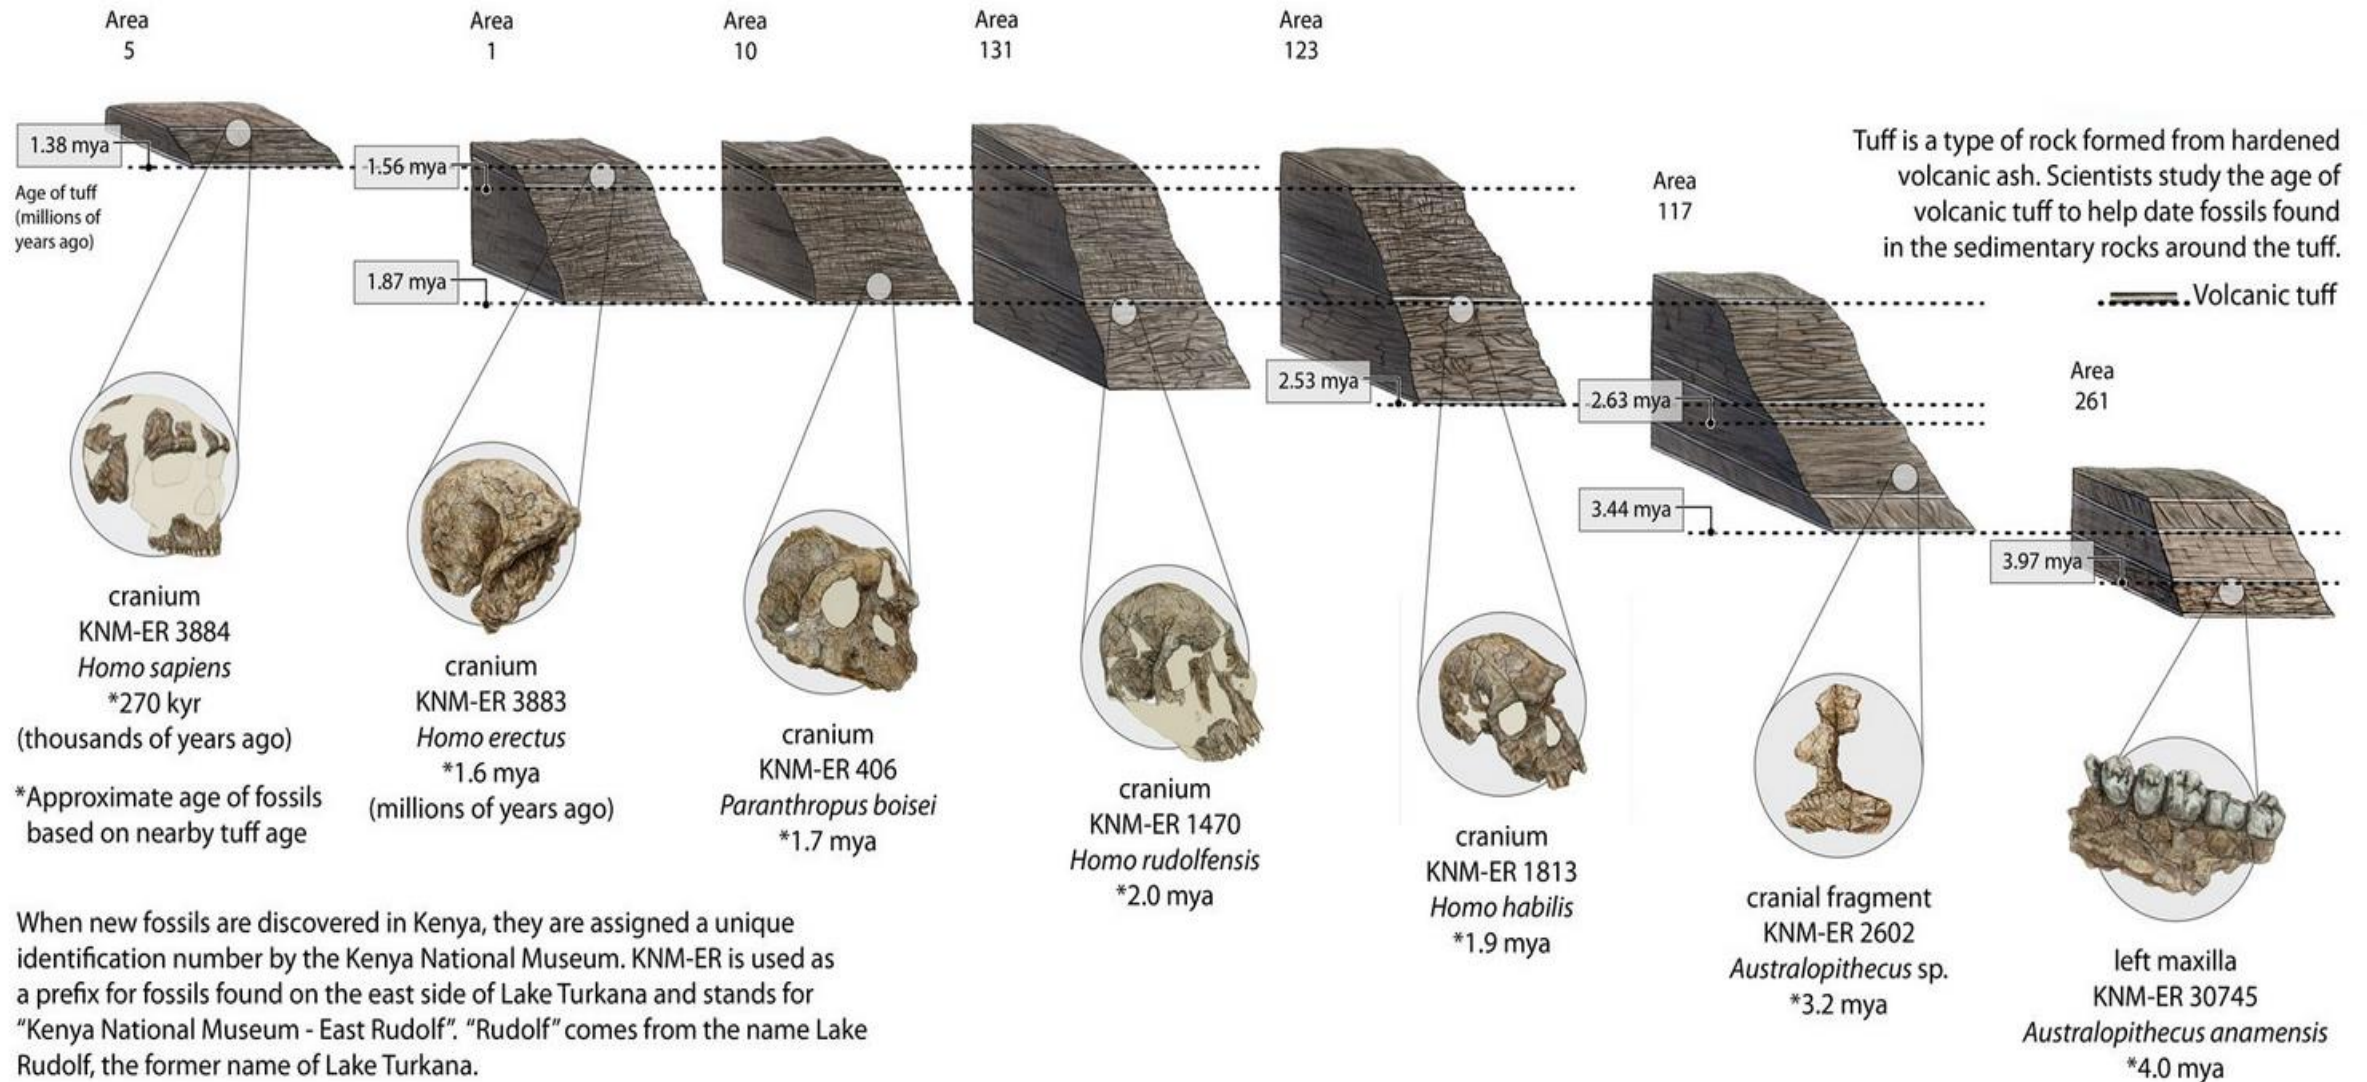 Area
5
Area
1
Area
10
Area
131
Area
123
1.38 mya
Age of tuff
(millions of
years ago)
1.56 mya
1.87 mya
2.53 mya
Area
117
2.63 mya
3.44 mya
Area
261
3.97 mya
Tuff is a type of rock formed from hardened
volcanic ash. Scientists study the age of
volcanic tuff to help date fossils found
in the sedimentary rocks around the tuff.
Volcanic tuff
cranium
KNM-ER 3884
Homo sapiens
*270 kyr
(thousands of years ago)
*Approximate age of fossils
based on nearby tuff age
cranium
KNM-ER 3883
Homo erectus
*1.6 mya
(millions of years ago)
cranium
KNM-ER 406
Paranthropus boisei
*1.7 mya
cranium
KNM-ER 1470
Homo rudolfensis
*2.0 mya
cranium
KNM-ER 1813
Homo habilis
*1.9 mya
cranial fragment
KNM-ER 2602
Australopithecus sp.
*3.2 mya
left maxilla
KNM-ER 30745
Australopithecus anamensis
*4.0 mya
When new fossils are discovered in Kenya, they are assigned a unique
identification number by the Kenya National Museum. KNM-ER is used as
a prefix for fossils found on the east side of Lake Turkana and stands for
“Kenya National Museum - East Rudolf”. “Rudolf” comes from the name Lake
Rudolf, the former name of Lake Turkana.